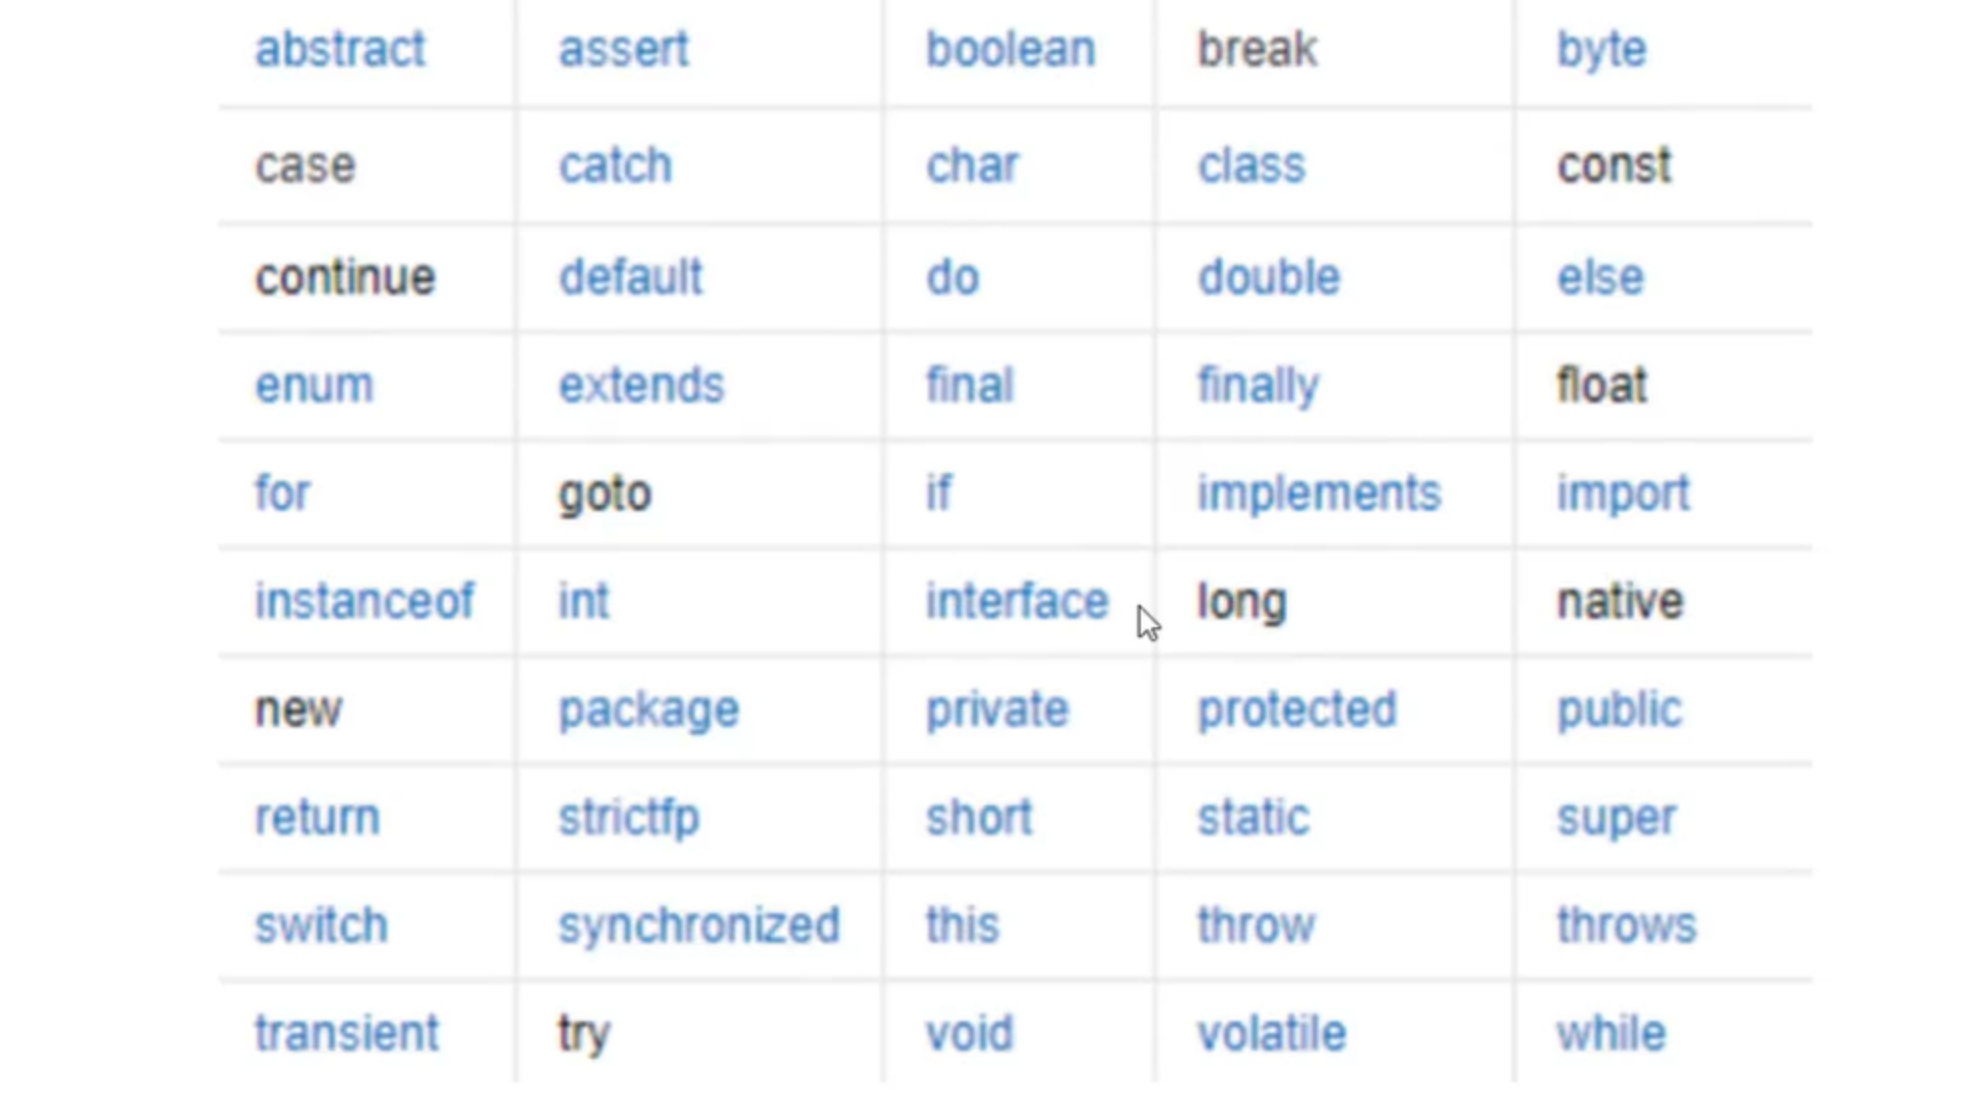 abstract assert boolean break byte
case catch char class const
continue default do double else
enum extends final finally float
for goto if implements import
instanceof int interface long native
new package private protected public
return strictfp short static super
switch synchronized this throw throws
transient try void volatile while